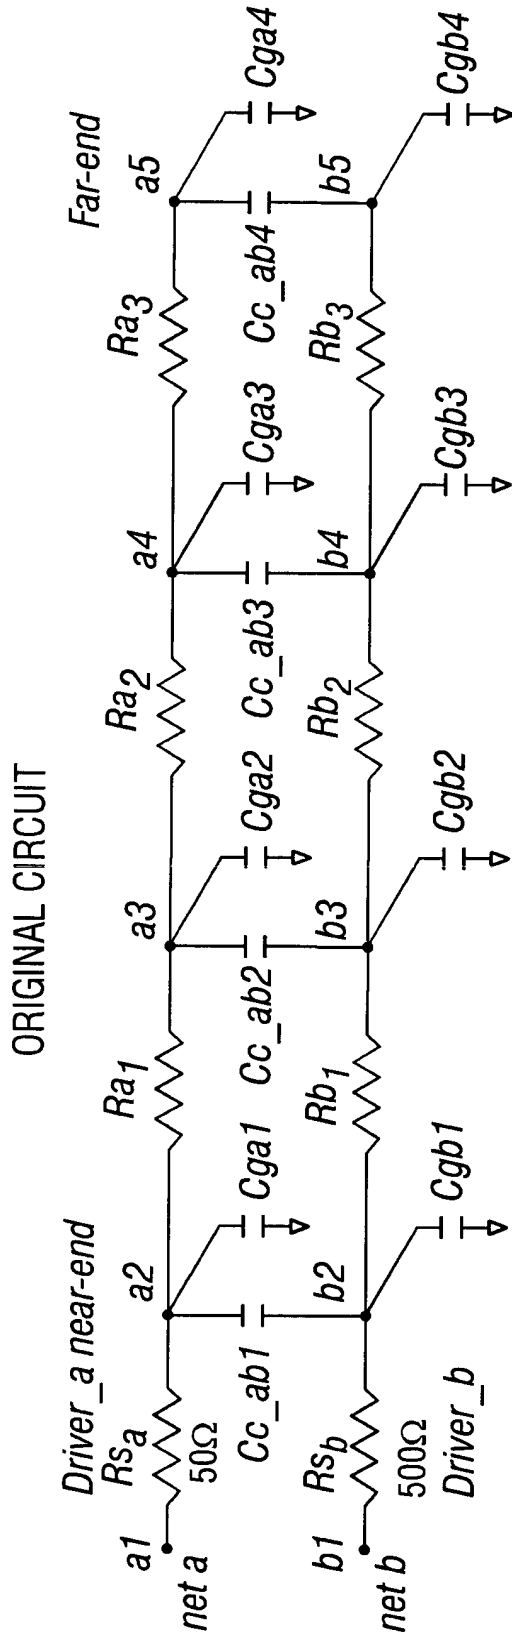 ORIGINAL CIRCUIT
Driver_a near-end
Far-end
a1
Rsa
50Ω
a2
Ra1
a3
Ra2
a4
Ra3
a5
net a
Cga1
Cga2
Cga3
Cga4
Cc_ab1
Cc_ab2
Cc_ab3
Cc_ab4
b1
Rsb
500Ω
b2
Rb1
b3
Rb2
b4
Rb3
b5
net b
Driver_b
Cgb1
Cgb2
Cgb3
Cgb4